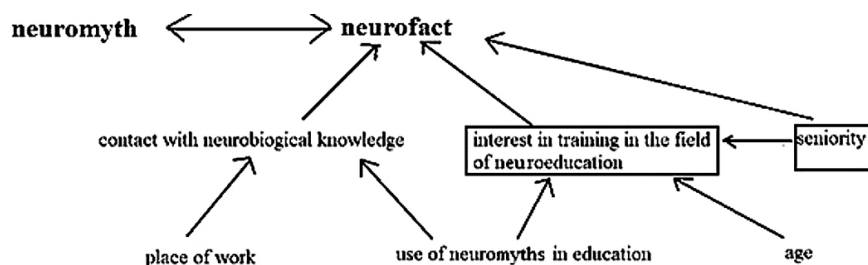 neuromyth neurofact
contact with neurobiological knowledge
interest in training in the field
of neuroeducation
seniority
place of work
use of neuromyths in education
age